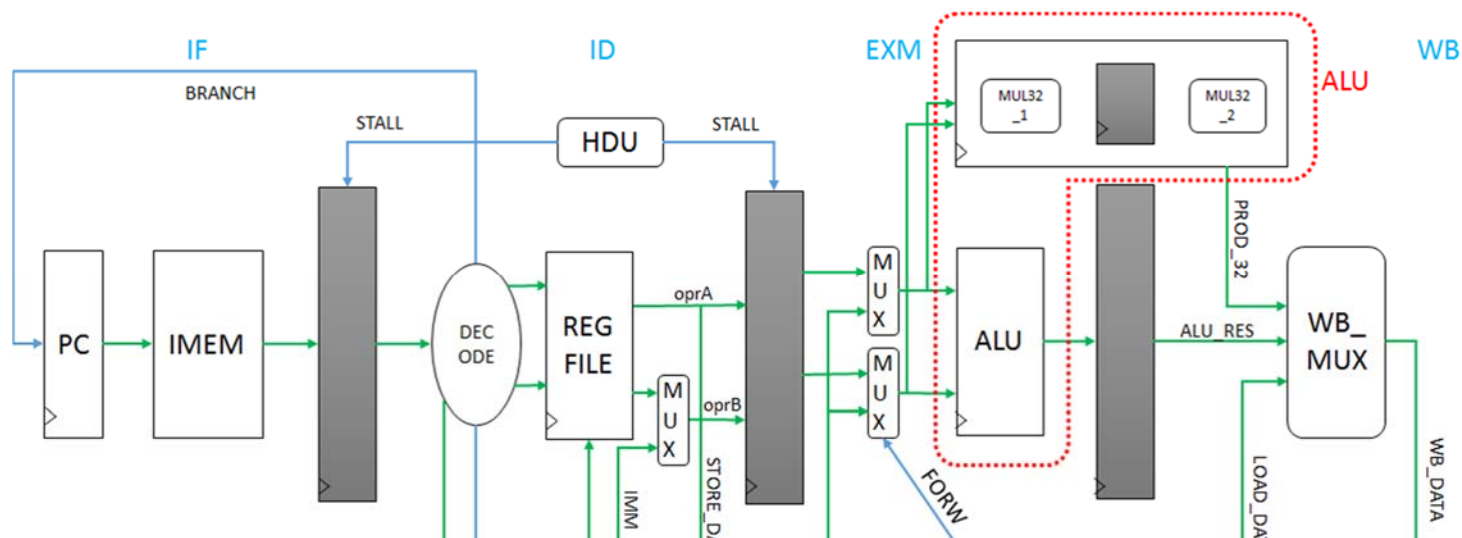 IF
ID
EXM
WB
BRANCH
STALL
HDU
STALL
MUL32
_1
MUL32
_2
ALU
PC
IMEM
DEC
ODE
REG
FILE
oprA
M
U
X
oprB
IMM
M
U
X
M
U
X
FORW
ALU
PROD_32
ALU_RES
WB_
MUX
WB_DATA